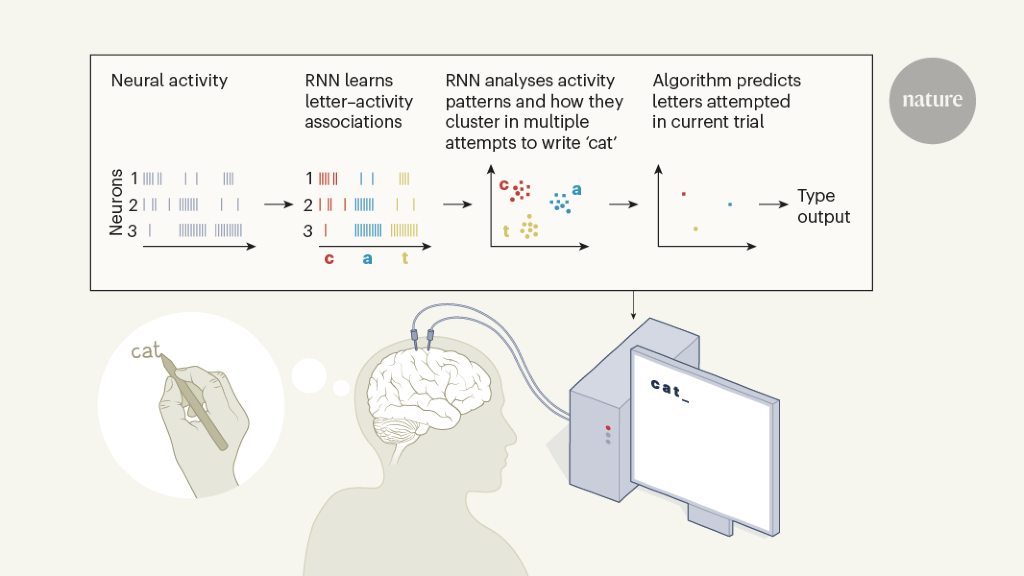 Neural activity
RNN learns
letter–activity
associations
RNN analyses activity
patterns and how they
cluster in multiple
attempts to write ‘cat’
Algorithm predicts
letters attempted
in current trial
nature
Neurons
1
2
3
1
2
3
c a t
c
a
t
Type
output
cat
cat_